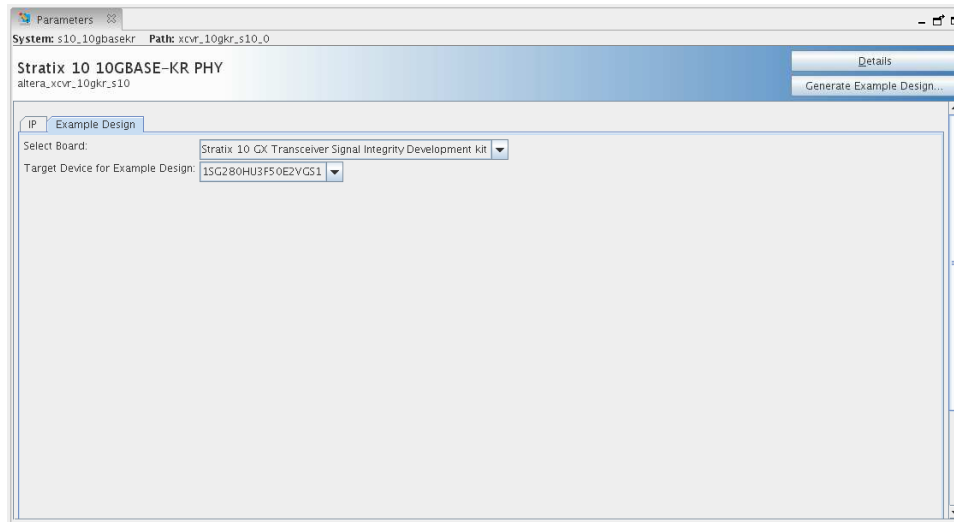 Parameters
System: s10_10gbasekr Path: xcvr_10gkr_s10_0
Stratix 10 10GBASE-KR PHY
altera_xcvr_10gkr_s10
Details
Generate Example Design...
IP Example Design
Select Board: Stratix 10 GX Transceiver Signal Integrity Development kit
Target Device for Example Design: 1SG280HU3F50E2VGS1